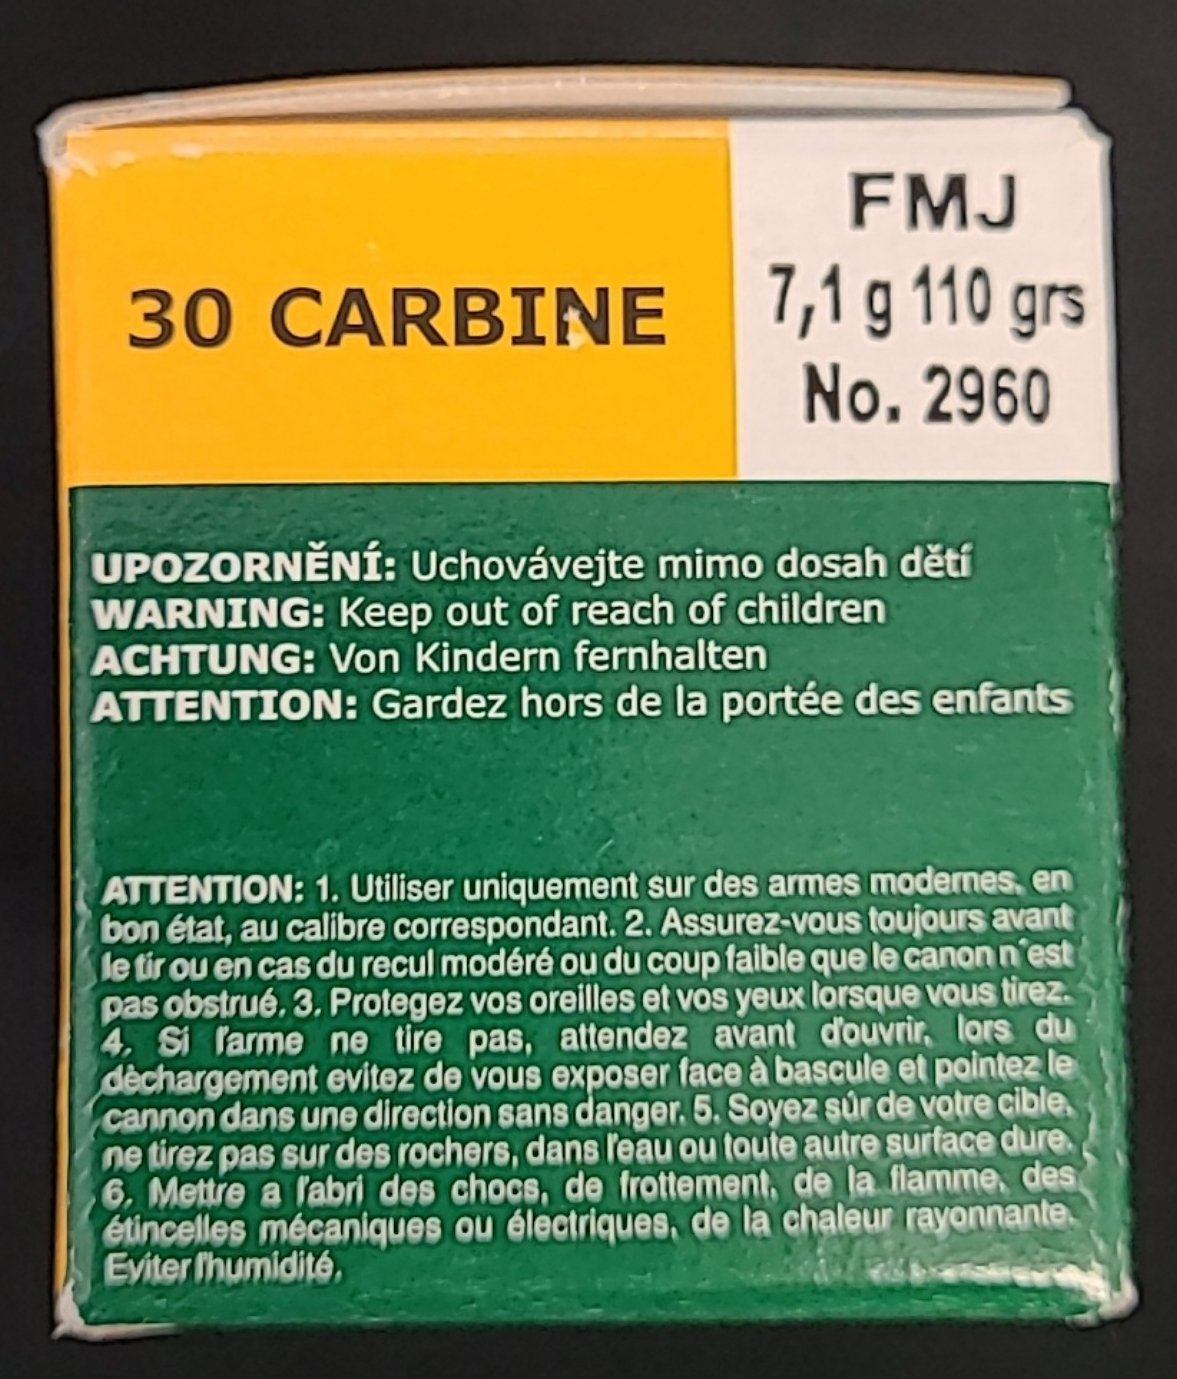 30 CARBINE
FMJ
7,1 g 110 grs
No. 2960
UPOZORNĚNÍ: Uchovávejte mimo dosah dětí
WARNING: Keep out of reach of children
ACHTUNG: Von Kindern fernhalten
ATTENTION: Gardez hors de la portée des enfants
ATTENTION: 1. Utiliser uniquement sur des armes modernes, en
bon état, au calibre correspondant. 2. Assurez-vous toujours avant
le tir ou en cas du recul modéré ou du coup faible que le canon n´est
pas obstrué. 3. Protegez vos oreilles et vos yeux lorsque vous tirez.
4. Si l'arme ne tire pas, attendez avant d'ouvrir, lors du
dèchargement evitez de vous exposer face à bascule et pointez le
cannon dans une direction sans danger. 5. Soyez sûr de votre cible,
ne tirez pas sur des rochers, dans l'eau ou toute autre surface dure.
6. Mettre a l'abri des chocs, de frottement, de la flamme, des
étincelles mécaniques ou électriques, de la chaleur rayonnante.
Eviter l'humidité.